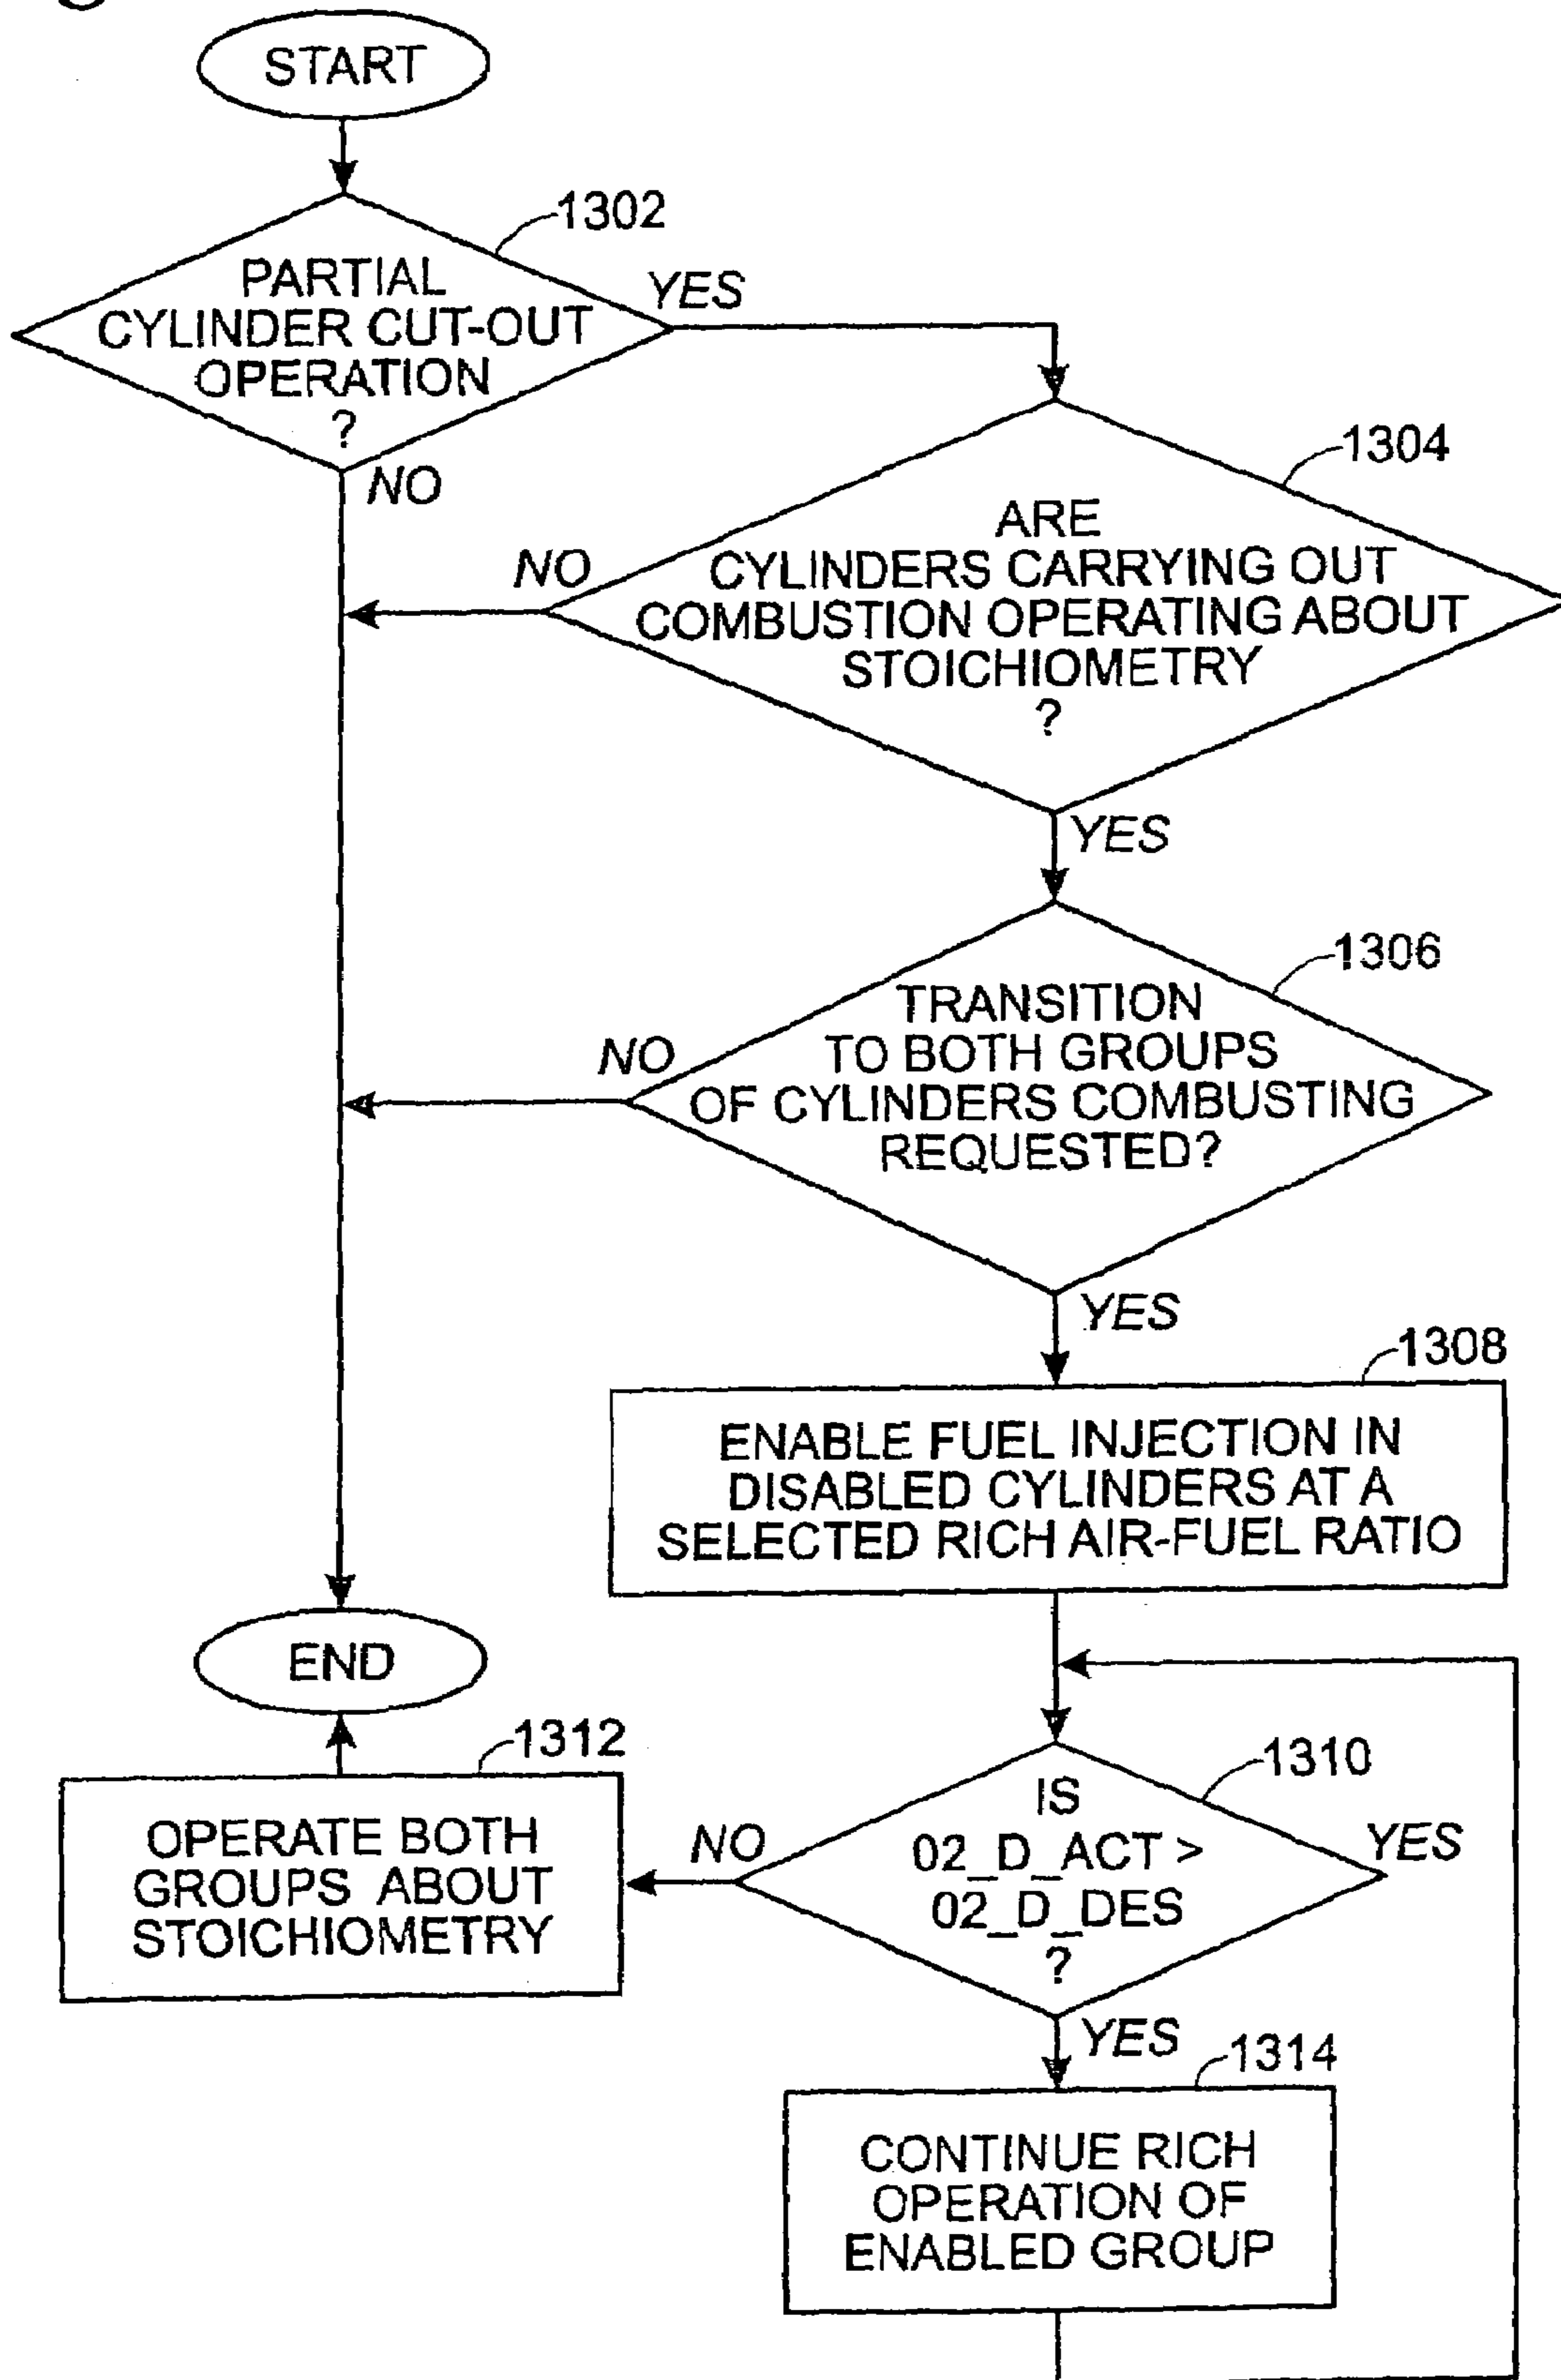 START
1302
PARTIAL
CYLINDER CUT-OUT
OPERATION
?
YES
NO
1304
ARE
CYLINDERS CARRYING OUT
COMBUSTION OPERATING ABOUT
STOICHIOMETRY
?
NO
YES
1306
TRANSITION
TO BOTH GROUPS
OF CYLINDERS COMBUSTING
REQUESTED?
NO
YES
1308
ENABLE FUEL INJECTION IN
DISABLED CYLINDERS AT A
SELECTED RICH AIR-FUEL RATIO
END
1310
IS
02_D_ACT >
02_D_DES
?
NO
YES
1312
OPERATE BOTH
GROUPS ABOUT
STOICHIOMETRY
YES
1314
CONTINUE RICH
OPERATION OF
ENABLED GROUP